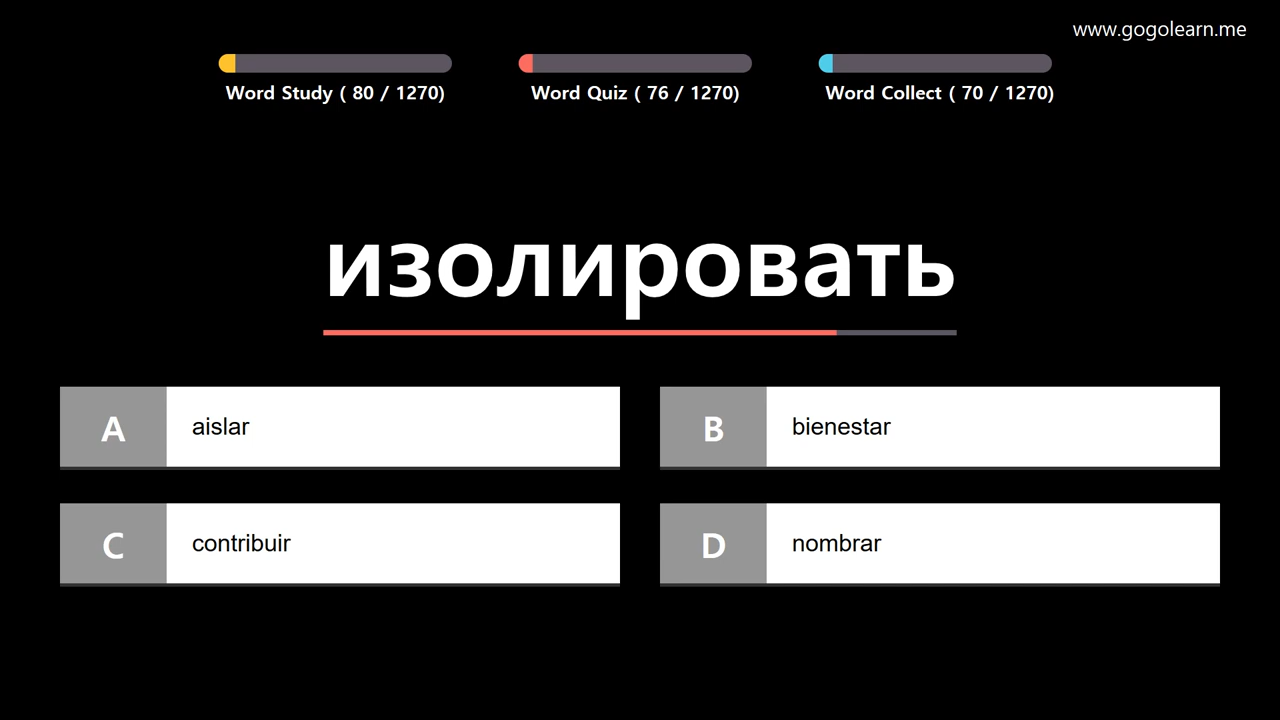 www.gogolearn.me
Word Study ( 80 / 1270)
Word Quiz ( 76 / 1270)
Word Collect ( 70 / 1270)
изолировать
A aislar
B bienestar
C contribuir
D nombrar